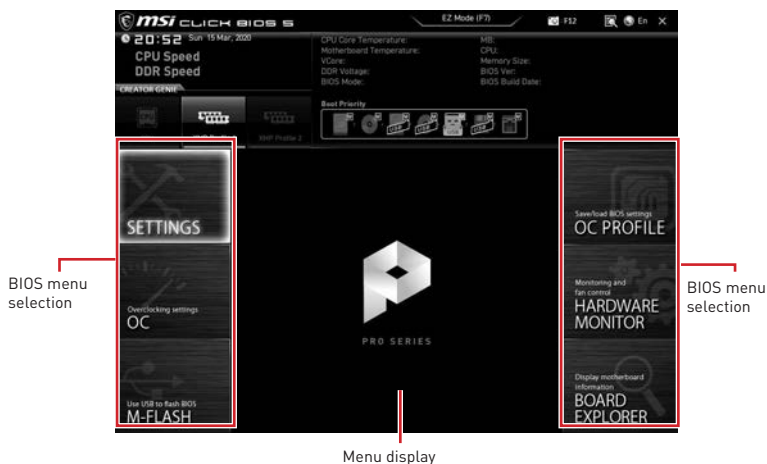 msi CLICK BIOS 5
EZ Mode (F7)
F12
En
20:52 Sun 15 Mar, 2020
CPU Speed
DDR Speed
CREATOR GENIE
CPU Core Temperature:
Motherboard Temperature:
VCore:
DDR Voltage:
BIOS Mode:
MB:
CPU:
Memory Size:
BIOS Ver:
BIOS Build Date:
Boot Priority
USB
USB
USB
USB
XMP Profile 2
SETTINGS
Overclocking settings
OC
Use USB to flash BIOS
M-FLASH
PRO SERIES
Save/load BIOS settings
OC PROFILE
Monitoring and
fan control
HARDWARE
MONITOR
Display motherboard
information
BOARD
EXPLORER
BIOS menu
selection
BIOS menu
selection
Menu display